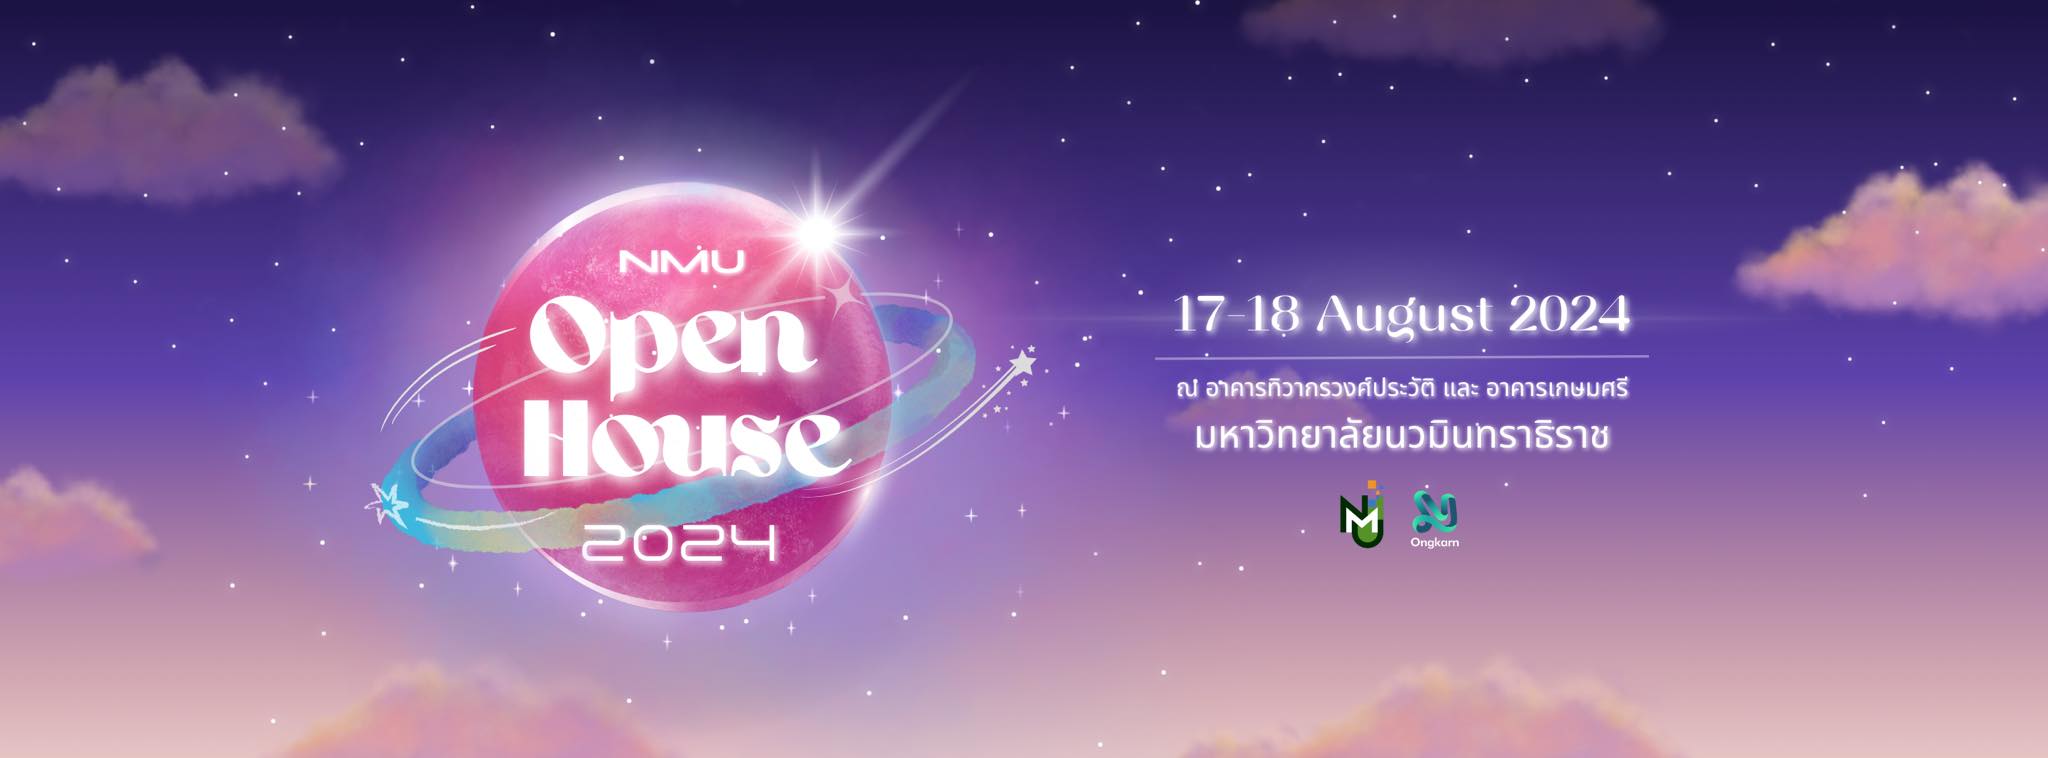 NMU
Open
House
2024
17-18 August 2024
ณ อาคารทิวากรวงศ์ประวัติ และ อาคารเกษมศรี
มหาวิทยาลัยนวมินทราธิราช
NMU
Ongkarn